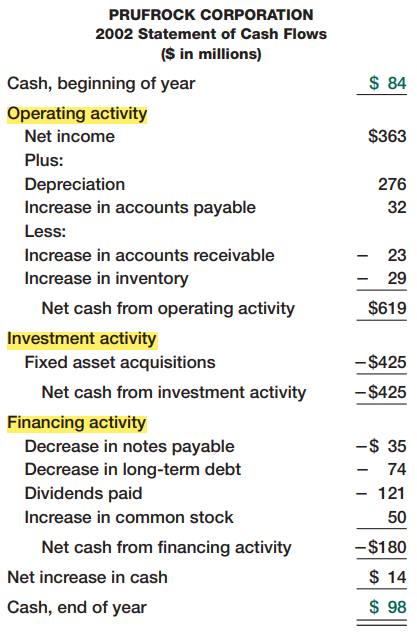 PRUFROCK CORPORATION
2002 Statement of Cash Flows
($ in millions)
Cash, beginning of year $ 84
Operating activity
Net income $363
Plus:
Depreciation 276
Increase in accounts payable 32
Less:
Increase in accounts receivable − 23
Increase in inventory − 29
Net cash from operating activity $619
Investment activity
Fixed asset acquisitions −$425
Net cash from investment activity −$425
Financing activity
Decrease in notes payable −$ 35
Decrease in long-term debt − 74
Dividends paid − 121
Increase in common stock 50
Net cash from financing activity −$180
Net increase in cash $ 14
Cash, end of year $ 98